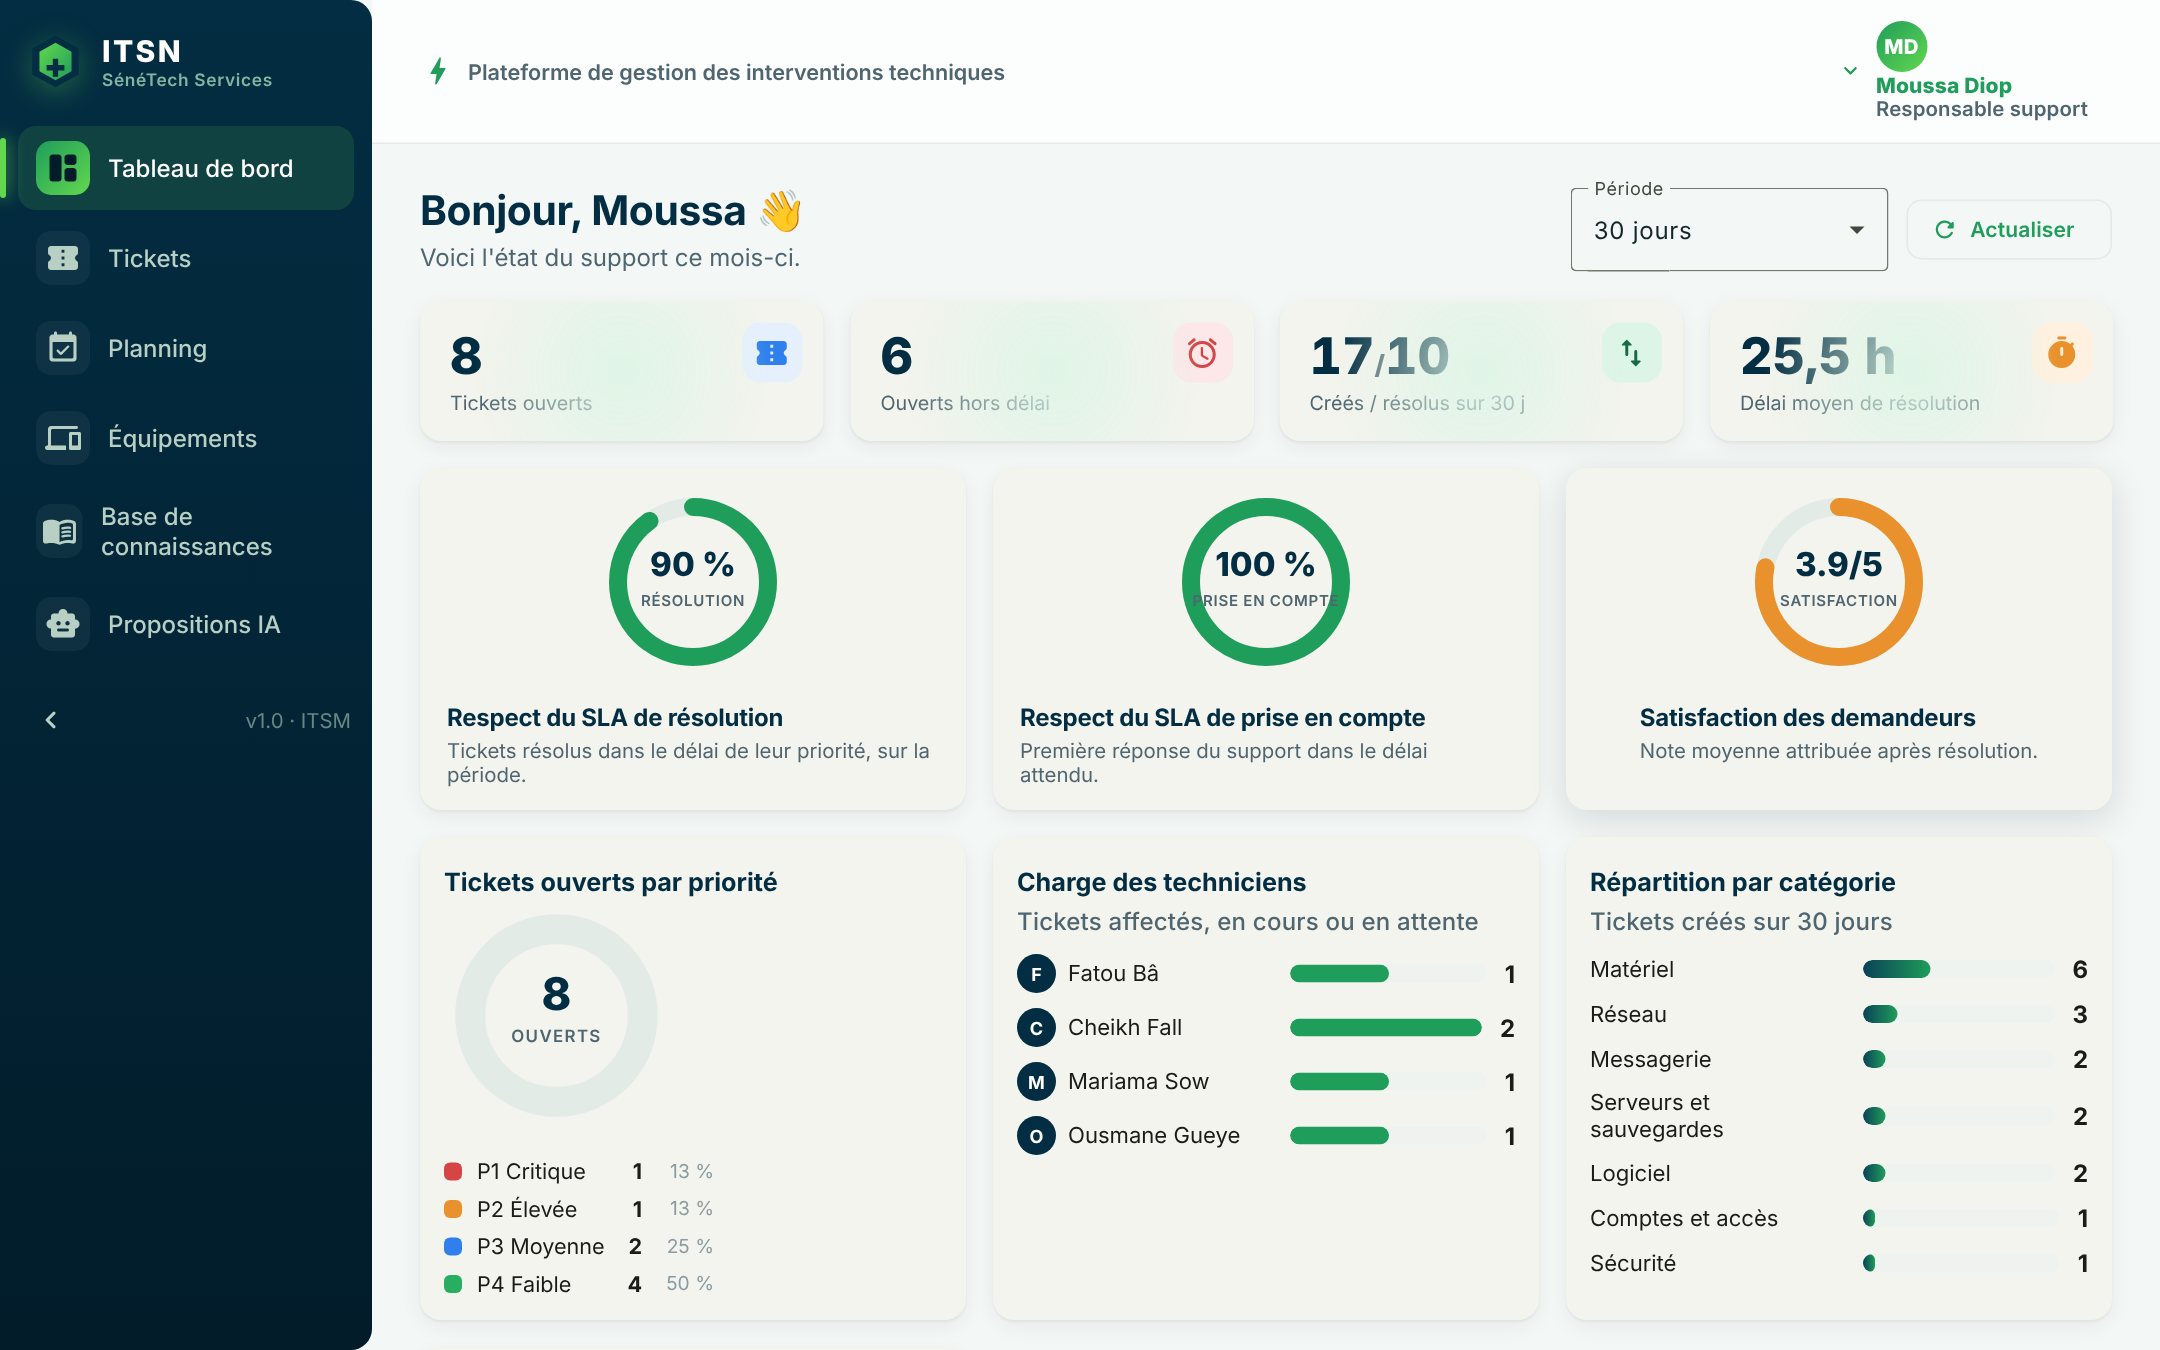 ITSN
SénéTech Services
Tableau de bord
Tickets
Planning
Équipements
Base de
connaissances
Propositions IA
v1.0 · ITSM
Plateforme de gestion des interventions techniques
MD
Moussa Diop
Responsable support
Bonjour, Moussa 👋
Voici l'état du support ce mois-ci.
Période
30 jours
Actualiser
8
Tickets ouverts
6
Ouverts hors délai
17/10
Créés / résolus sur 30 j
25,5 h
Délai moyen de résolution
90 %
RÉSOLUTION
Respect du SLA de résolution
Tickets résolus dans le délai de leur priorité, sur la
période.
100 %
PRISE EN COMPTE
Respect du SLA de prise en compte
Première réponse du support dans le délai
attendu.
3.9/5
SATISFACTION
Satisfaction des demandeurs
Note moyenne attribuée après résolution.
Tickets ouverts par priorité
8
OUVERTS
P1 Critique 1 13 %
P2 Élevée 1 13 %
P3 Moyenne 2 25 %
P4 Faible 4 50 %
Charge des techniciens
Tickets affectés, en cours ou en attente
F Fatou Bâ 1
C Cheikh Fall 2
M Mariama Sow 1
O Ousmane Gueye 1
Répartition par catégorie
Tickets créés sur 30 jours
Matériel 6
Réseau 3
Messagerie 2
Serveurs et
sauvegardes 2
Logiciel 2
Comptes et accès 1
Sécurité 1